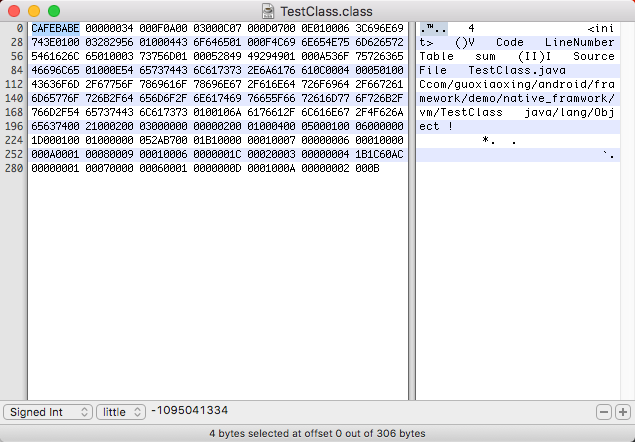 TestClass.class
0 CAFEBABE 00000034 000F0A00 03000C07 000D0700 0E010006 3C696E69
28 743E0100 03282956 01000443 6F646501 000F4C69 6E654E75 6D626572
56 5461626C 65010003 73756D01 00052849 49294901 000A536F 75726365
84 46696C65 01000E54 65737443 6C617373 2E6A6176 610C0004 00050100
112 43636F6D 2F67756F 7869616F 78696E67 2F616E64 726F6964 2F667261
140 6D65776F 726B2F64 656D6F2F 6E617469 76655F66 72616D77 6F726B2F
168 766D2F54 65737443 6C617373 0100106A 6176612F 6C616E67 2F4F626A
196 65637400 21000200 03000000 00000200 01000400 05000100 06000000
224 1D000100 01000000 052AB700 01B10000 00010007 00000006 00010000
252 000A0001 00080009 00010006 0000001C 00020003 00000004 1B1C60AC
280 00000001 00070000 00060001 0000000D 0001000A 00000002 000B
.™.. 4 <ini
t> ()V Code LineNumber
Table sum (II)I Source
File TestClass.java
Ccom/guoxiaoxing/android/fra
mework/demo/native_framwork/
vm/TestClass java/lang/Obj
ect !
*. .
`.
Signed Int little -1095041334
4 bytes selected at offset 0 out of 306 bytes